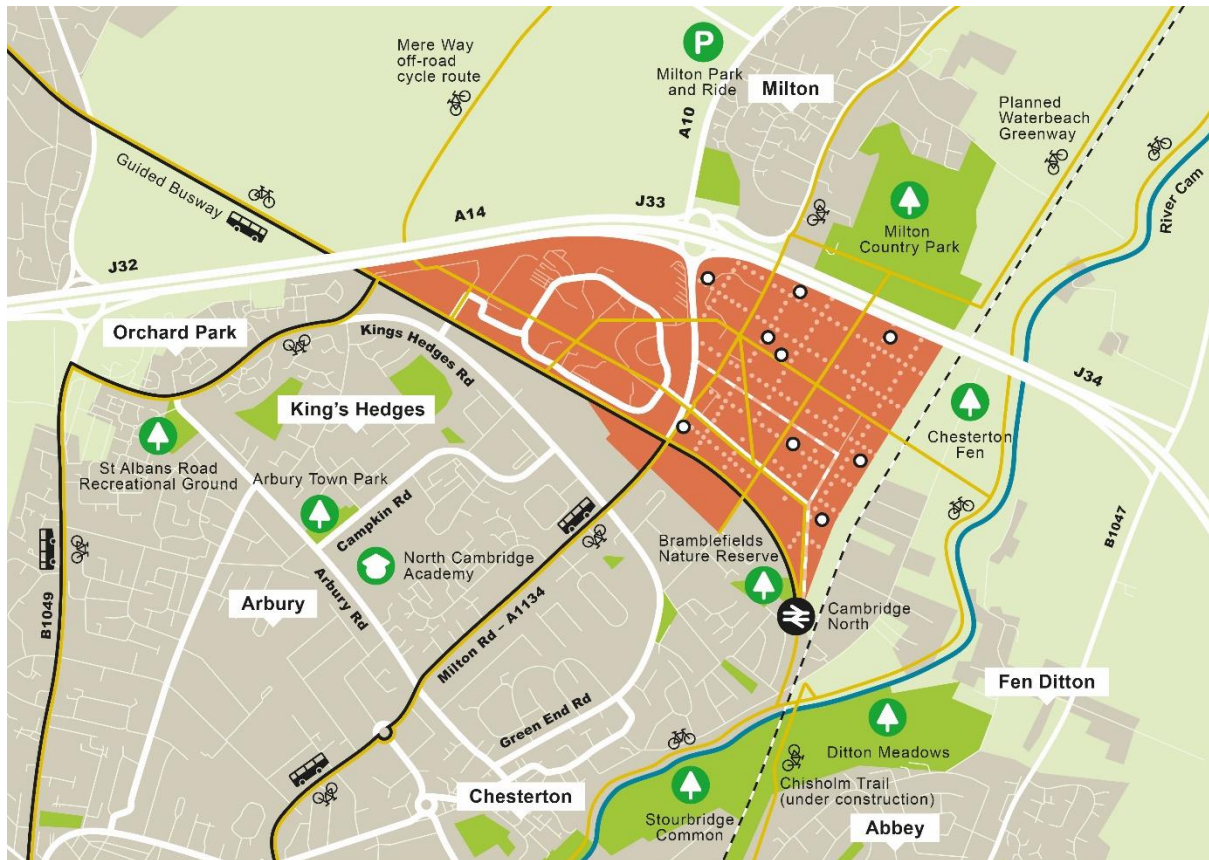 Mere Way
off-road
cycle route
P
Milton Park
and Ride
Milton
A10
Planned
Waterbeach
Greenway
River Cam
Guided Busway
A14
J33
Milton
Country Park
J32
Orchard Park
Kings Hedges Rd
J34
King's Hedges
Chesterton
Fen
St Albans Road
Recreational Ground
Arbury Town Park
Campkin Rd
B1047
North Cambridge
Academy
Bramblefields
Nature Reserve
B1049
Arbury
Arbury Rd
Milton Rd – A1134
Cambridge
North
Fen Ditton
Green End Rd
Ditton Meadows
Chesterton
Chisholm Trail
(under construction)
Stourbridge
Common
Abbey